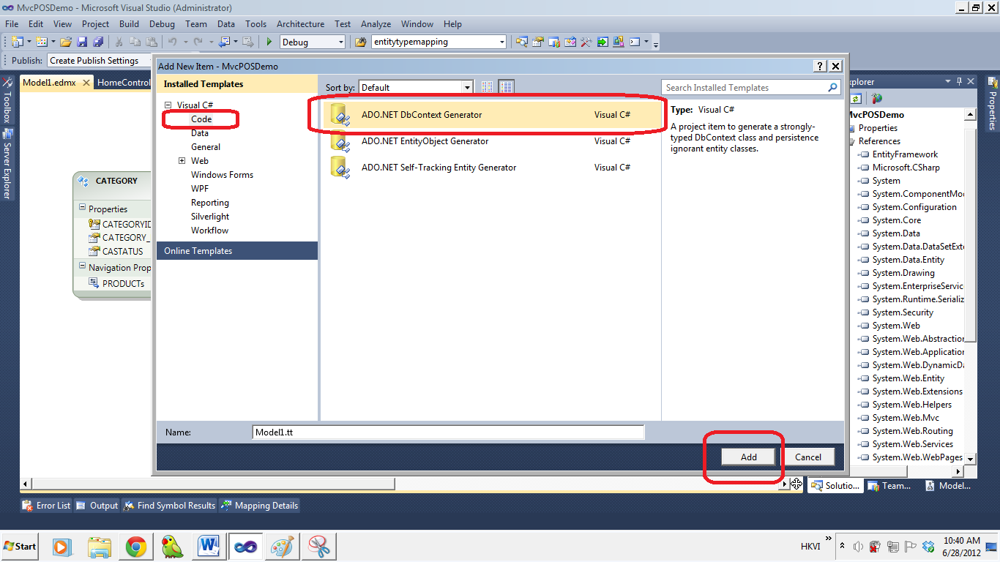 MvcPOSDemo - Microsoft Visual Studio (Administrator)
File Edit View Project Build Debug Team Data Tools Architecture Test Analyze Window Help
Debug entitytypemapping
Publish: Create Publish Settings
Model1.edmx HomeControl
Toolbox
Server Explorer
CATEGORY
Properties
CATEGORYID
CATEGORY_
CASTATUS
Navigation Prop
PRODUCTs
Add New Item - MvcPOSDemo
Installed Templates
Visual C#
Code
Data
General
Web
Windows Forms
WPF
Reporting
Silverlight
Workflow
Online Templates
Sort by: Default
Search Installed Templates
ADO.NET DbContext Generator Visual C#
ADO.NET EntityObject Generator Visual C#
ADO.NET Self-Tracking Entity Generator Visual C#
Type: Visual C#
A project item to generate a strongly-
typed DbContext class and persistence
ignorant entity classes.
Name: Model1.tt
Add Cancel
xplorer
MvcPOSDemo
Properties
References
EntityFramework
Microsoft.CSharp
System
System.ComponentMo
System.Configuration
System.Core
System.Data
System.Data.DataSetExt
System.Data.Entity
System.Drawing
System.EnterpriseServic
System.Runtime.Serializ
System.Security
System.Web
System.Web.Abstraction
System.Web.Application
System.Web.DynamicDa
System.Web.Entity
System.Web.Extensions
System.Web.Helpers
System.Web.Mvc
System.Web.Routing
System.Web.Services
System.Web.WebPages
Properties
Solutio... Team... Model...
Error List Output Find Symbol Results Mapping Details
Start
HKVI
10:40 AM
6/28/2012